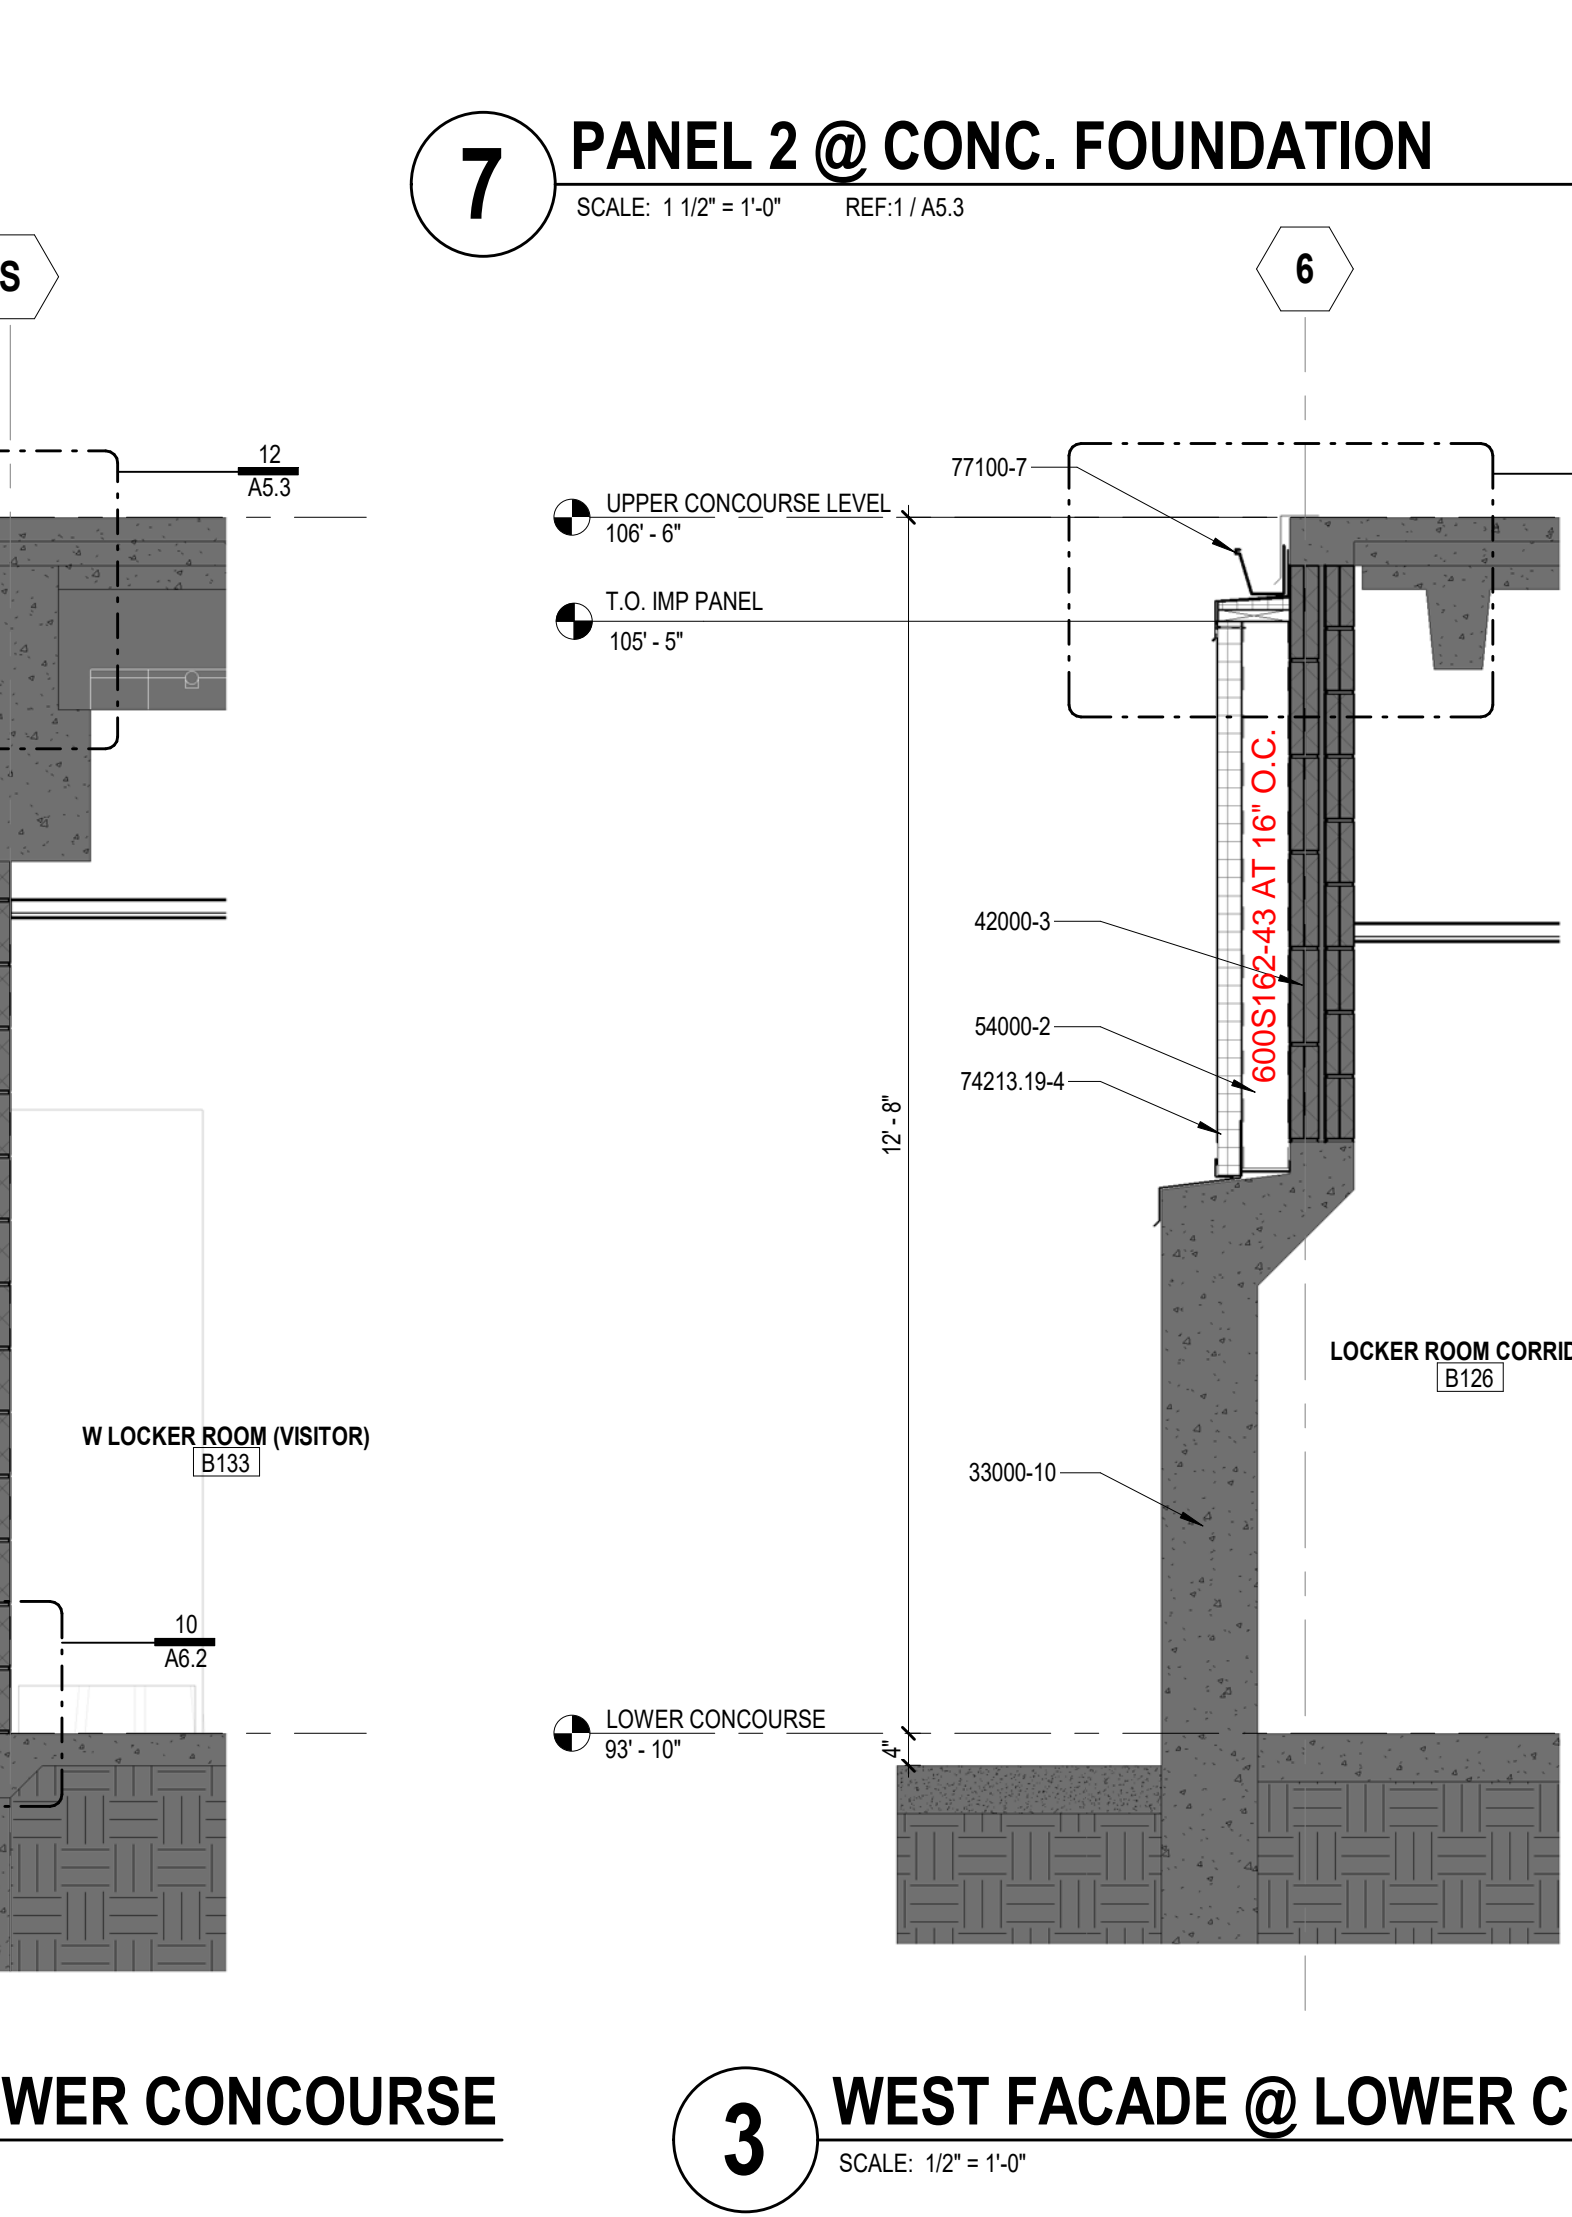 7
PANEL 2 @ CONC. FOUNDATION
SCALE: 1 1/2" = 1'-0" REF:1 / A5.3
S
6
12
A5.3
77100-7
UPPER CONCOURSE LEVEL
106' - 6"
T.O. IMP PANEL
105' - 5"
600S162-43 AT 16" O.C.
42000-3
54000-2
74213.19-4
12' - 8"
LOCKER ROOM CORRID
B126
W LOCKER ROOM (VISITOR)
B133
33000-10
10
A6.2
LOWER CONCOURSE
93' - 10"
4"
WER CONCOURSE
3
WEST FACADE @ LOWER C
SCALE: 1/2" = 1'-0"